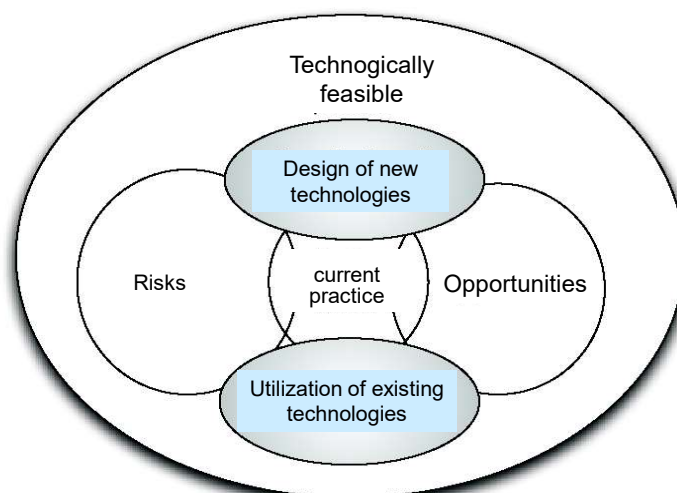 Technogically
feasible
Design of new
technologies
Risks
current
practice
Opportunities
Utilization of existing
technologies